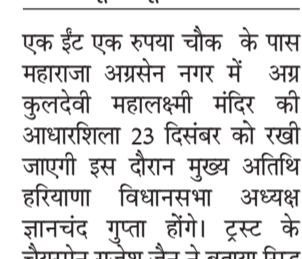 एक ईंट एक रुपया चौक के पास
महाराजा अग्रसेन नगर में अग्र
कुलदेवी महालक्ष्मी मंदिर की
आधारशिला 23 दिसंबर को रखी
जाएगी इस दौरान मुख्य अतिथि
हरियाणा विधानसभा अध्यक्ष
ज्ञानचंद गुप्ता होंगे। ट्रस्ट के